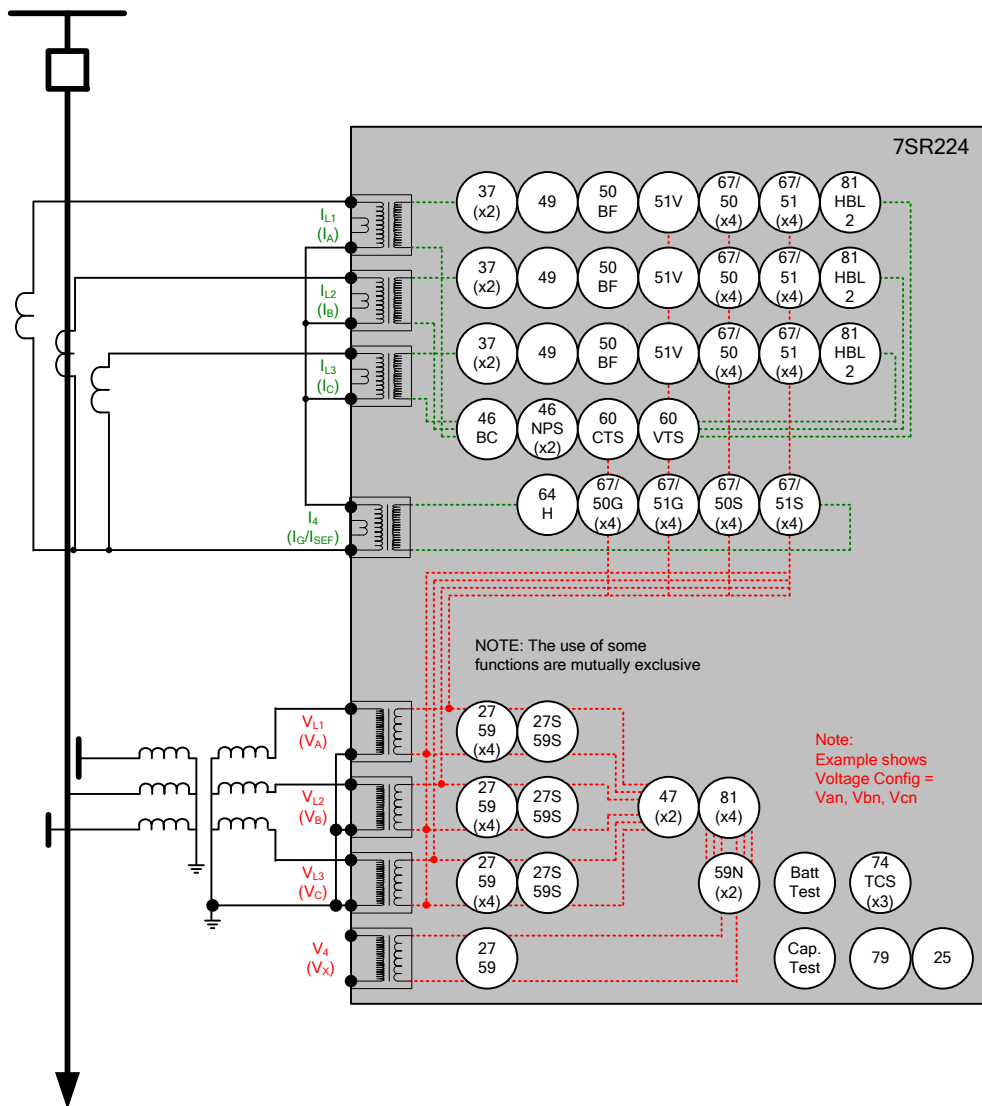 7SR224
IL1
(IA)
37
(x2)
49
50
BF
51V
67/
50
(x4)
67/
51
(x4)
81
HBL
2
IL2
(IB)
37
(x2)
49
50
BF
51V
67/
50
(x4)
67/
51
(x4)
81
HBL
2
IL3
(IC)
37
(x2)
49
50
BF
51V
67/
50
(x4)
67/
51
(x4)
81
HBL
2
46
BC
46
NPS
(x2)
60
CTS
60
VTS
I4
(IG/ISEF)
64
H
67/
50G
(x4)
67/
51G
(x4)
67/
50S
(x4)
67/
51S
(x4)
NOTE: The use of some
functions are mutually exclusive
VL1
(VA)
27
59
(x4)
27S
59S
Note:
Example shows
Voltage Config =
Van, Vbn, Vcn
VL2
(VB)
27
59
(x4)
27S
59S
47
(x2)
81
(x4)
VL3
(VC)
27
59
(x4)
27S
59S
59N
(x2)
Batt
Test
74
TCS
(x3)
V4
(VX)
27
59
Cap.
Test
79
25